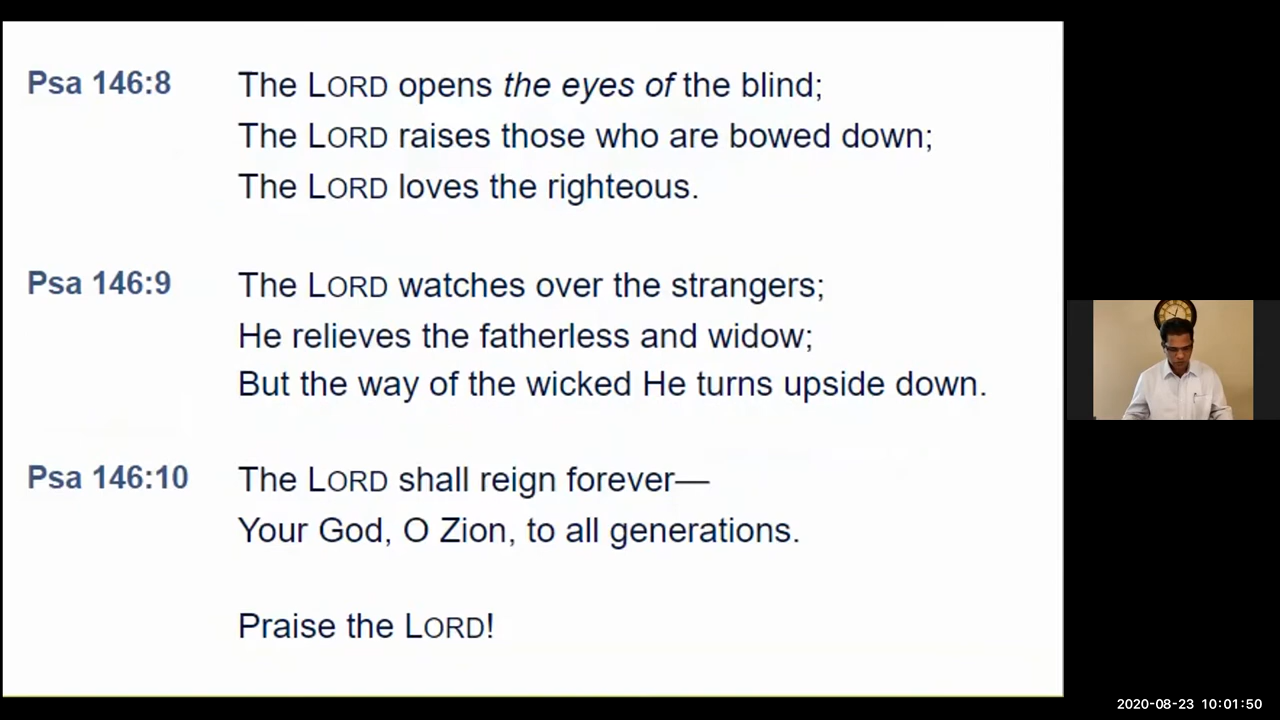 Psa 146:8 The LORD opens the eyes of the blind;
The LORD raises those who are bowed down;
The LORD loves the righteous.
Psa 146:9 The LORD watches over the strangers;
He relieves the fatherless and widow;
But the way of the wicked He turns upside down.
Psa 146:10 The LORD shall reign forever—
Your God, O Zion, to all generations.
Praise the LORD!
2020-08-23 10:01:50